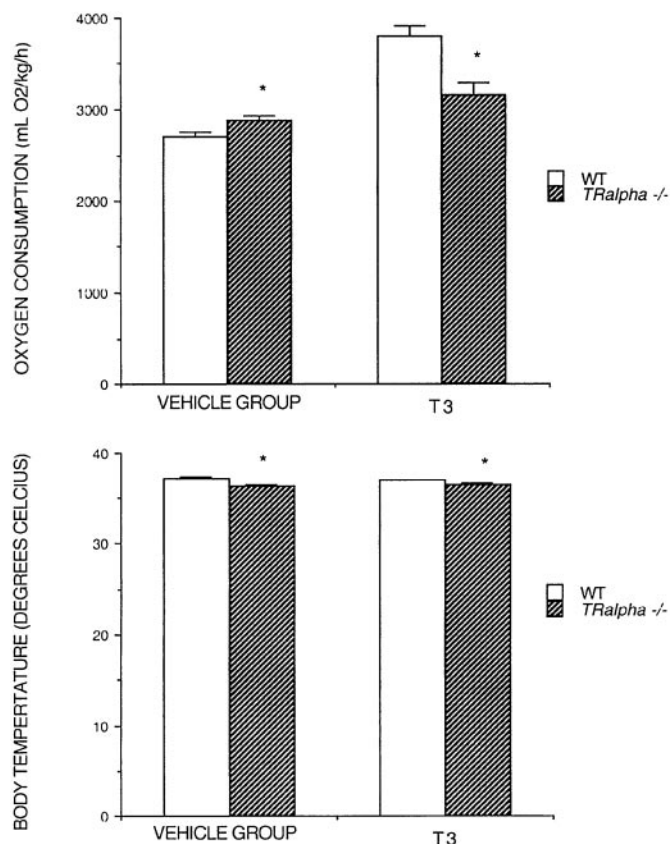 OXYGEN CONSUMPTION (mL O2/kg/h)
4000
3000
2000
1000
0
*
*
VEHICLE GROUP
T3
WT
TRalpha -/-
BODY TEMPERTATURE (DEGREES CELCIUS)
40
30
20
10
0
*
*
VEHICLE GROUP
T3
WT
TRalpha -/-